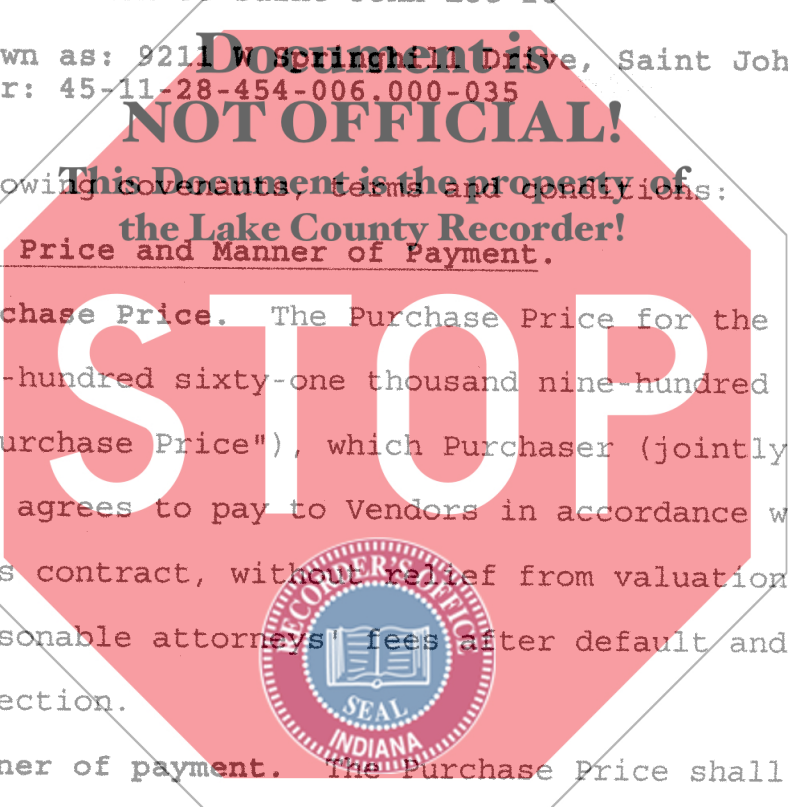 wn as: 9211 W Springhill Drive, Saint Joh
r: 45-11-28-454-006.000-035
Document is
NOT OFFICIAL!
This Document is the property of
the Lake County Recorder!
owing covenants, terms and conditions:
Price and Manner of Payment.
chase Price. The Purchase Price for the
-hundred sixty-one thousand nine-hundred
urchase Price"), which Purchaser (jointly
agrees to pay to Vendors in accordance w
s contract, without relief from valuation
sonable attorneys' fees after default and
ection.
ner of payment. The Purchase Price shall
STOP
RECORDER'S OFFICE
SEAL
INDIANA